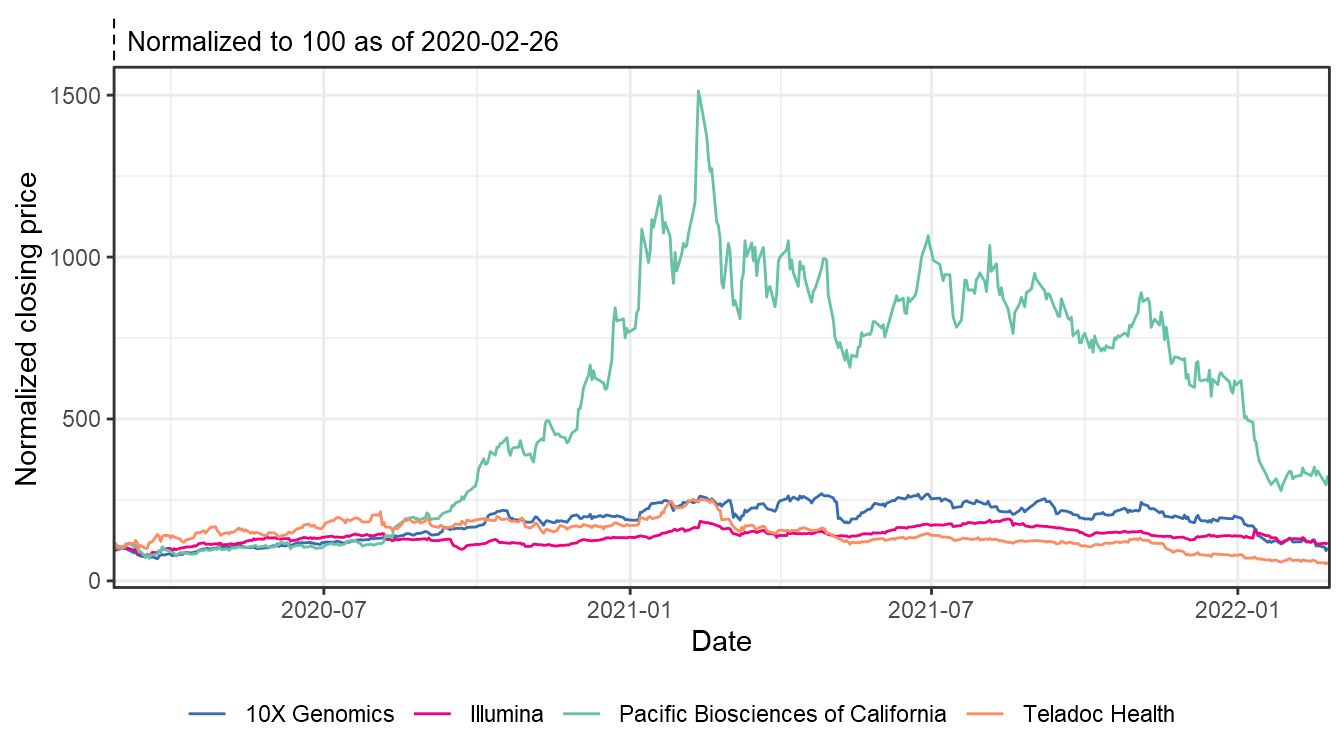 Normalized to 100 as of 2020-02-26
Normalized closing price
1500
1000
500
0
2020-07
2021-01
2021-07
2022-01
Date
10X Genomics
Illumina
Pacific Biosciences of California
Teladoc Health